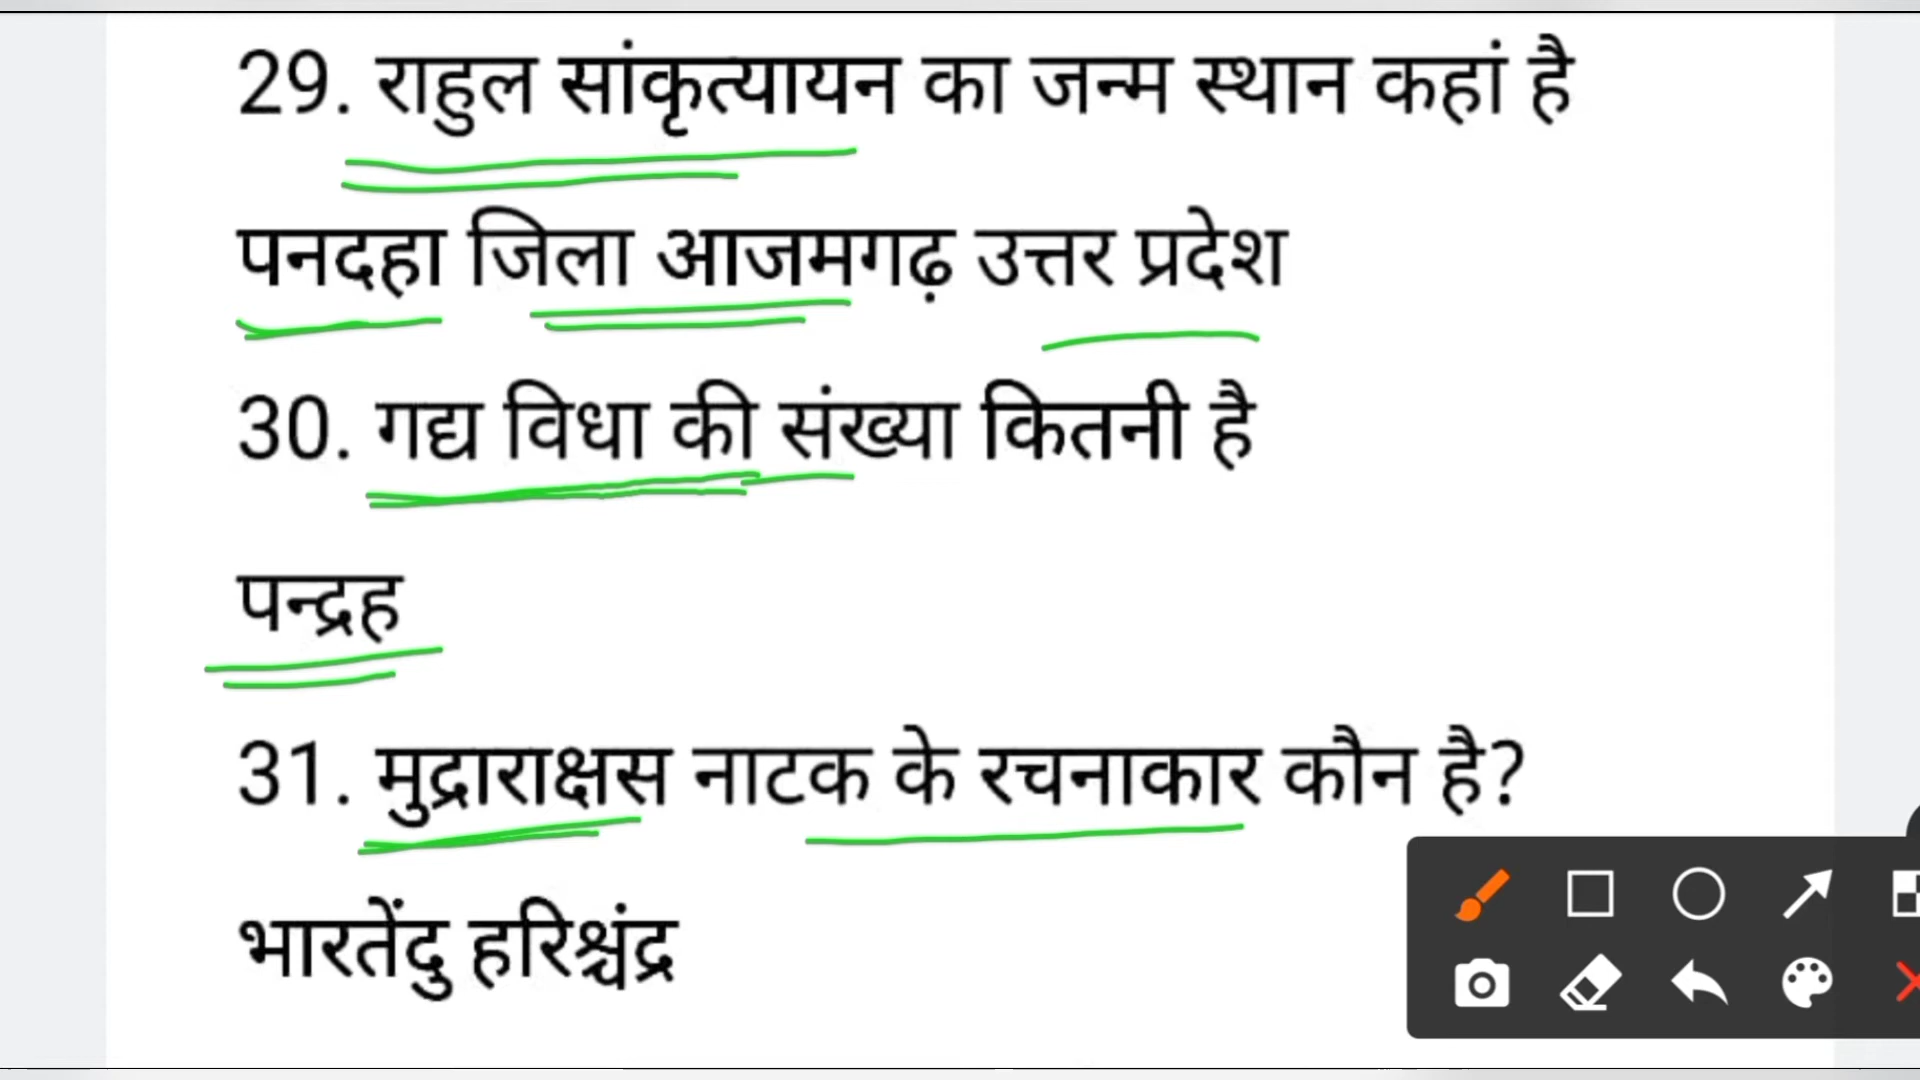 29. राहुल सांकृत्यायन का जन्म स्थान कहां है
पनदहा जिला आजमगढ़ उत्तर प्रदेश
30. गद्य विधा की संख्या कितनी है
पन्द्रह
31. मुद्राराक्षस नाटक के रचनाकार कौन है?
भारतेंदु हरिश्चंद्र